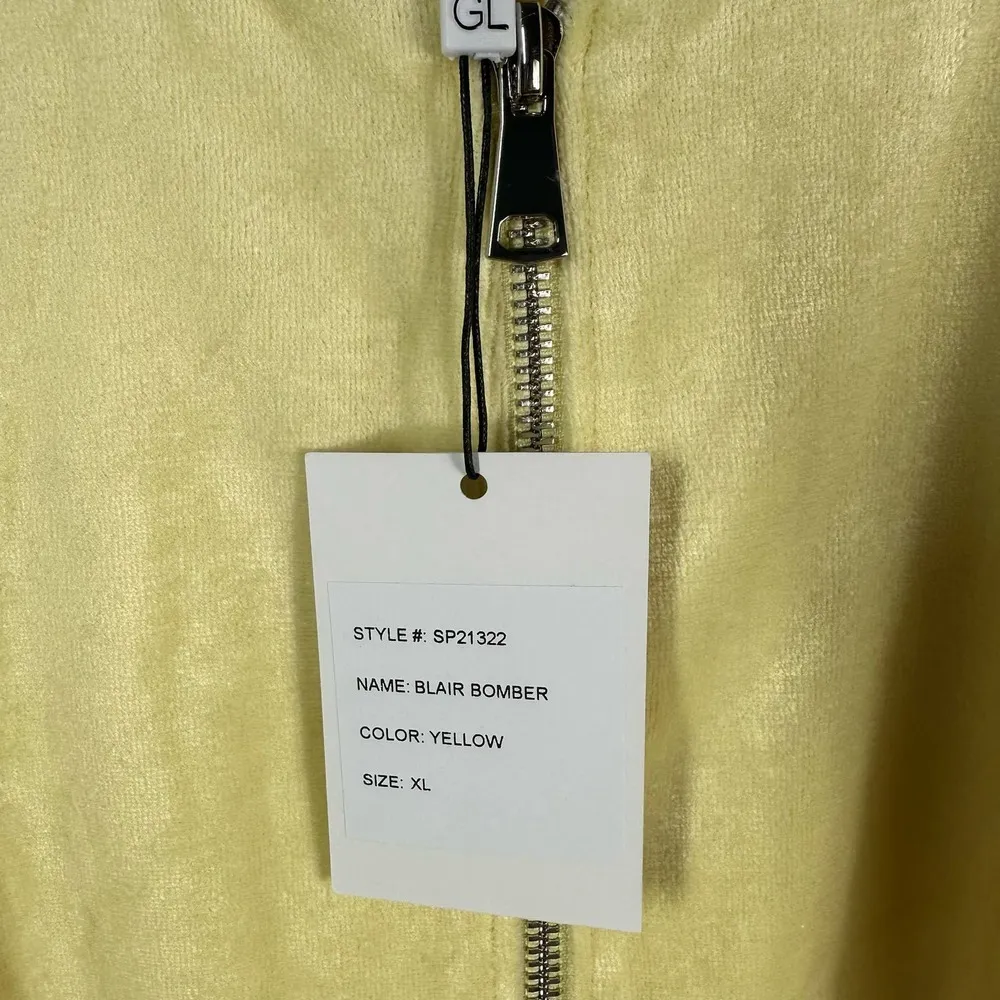 GL
STYLE #: SP21322
NAME: BLAIR BOMBER
COLOR: YELLOW
SIZE: XL